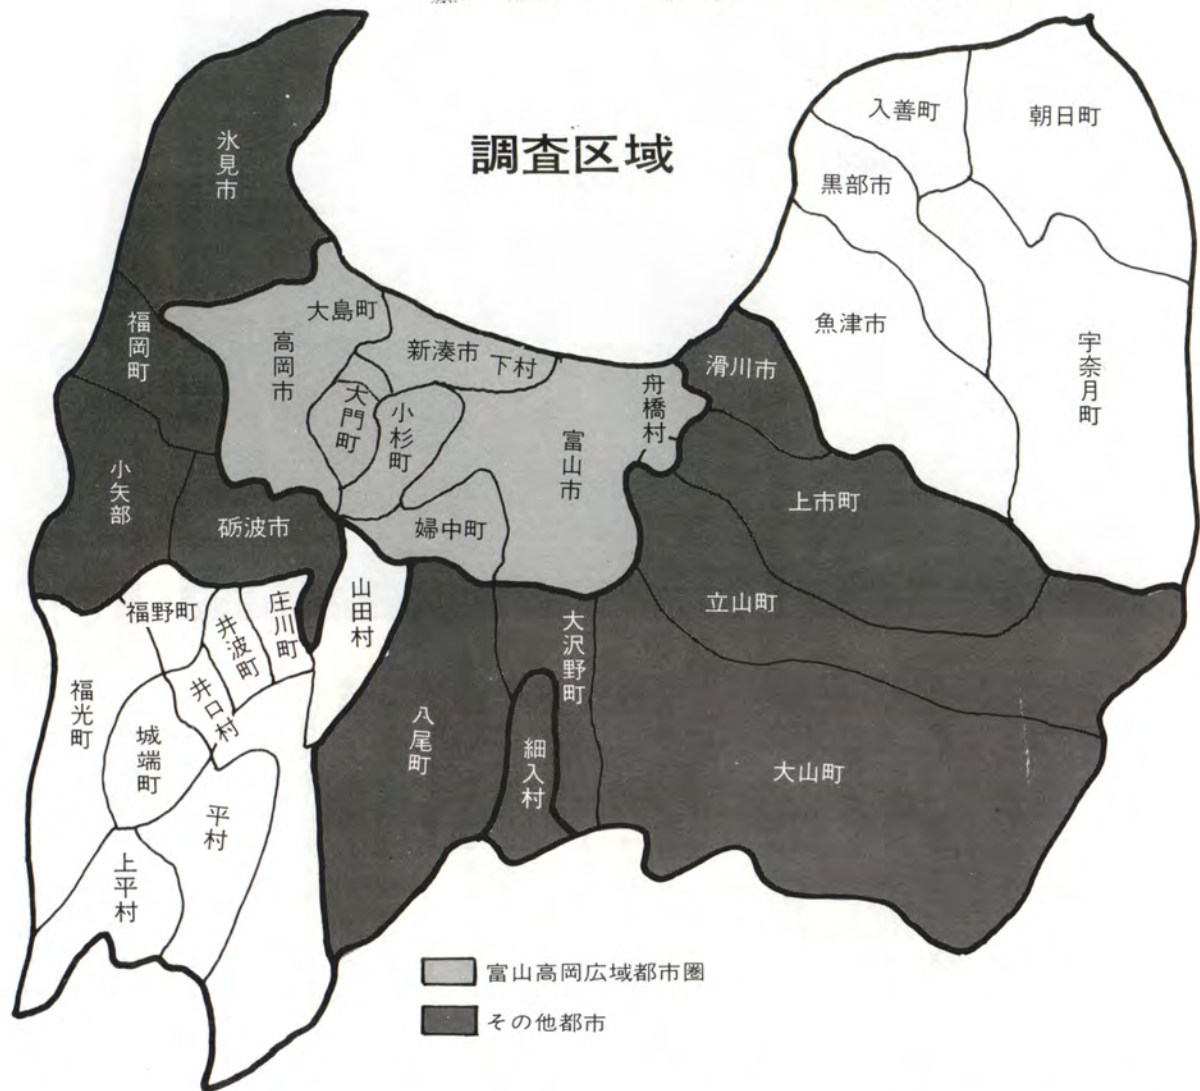 調査区域
氷見市
福岡町
小矢部
砺波市
高岡市
大島町
新湊市
下村
大門町
小杉町
婦中町
富山市
舟橋村
滑川市
魚津市
黒部市
入善町
朝日町
宇奈月町
上市町
立山町
大山町
大沢野町
細入村
八尾町
山田村
庄川町
井波町
井口村
福野町
福光町
城端町
平村
上平村
富山高岡広域都市圏
その他都市